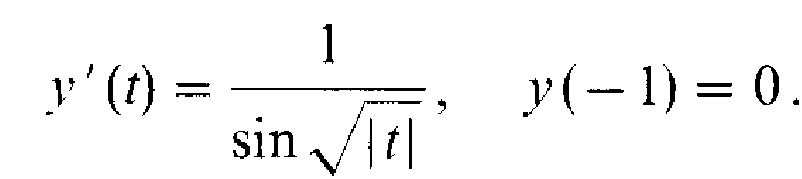 y'(t) = 1 / sin √|t| , y(−1) = 0.